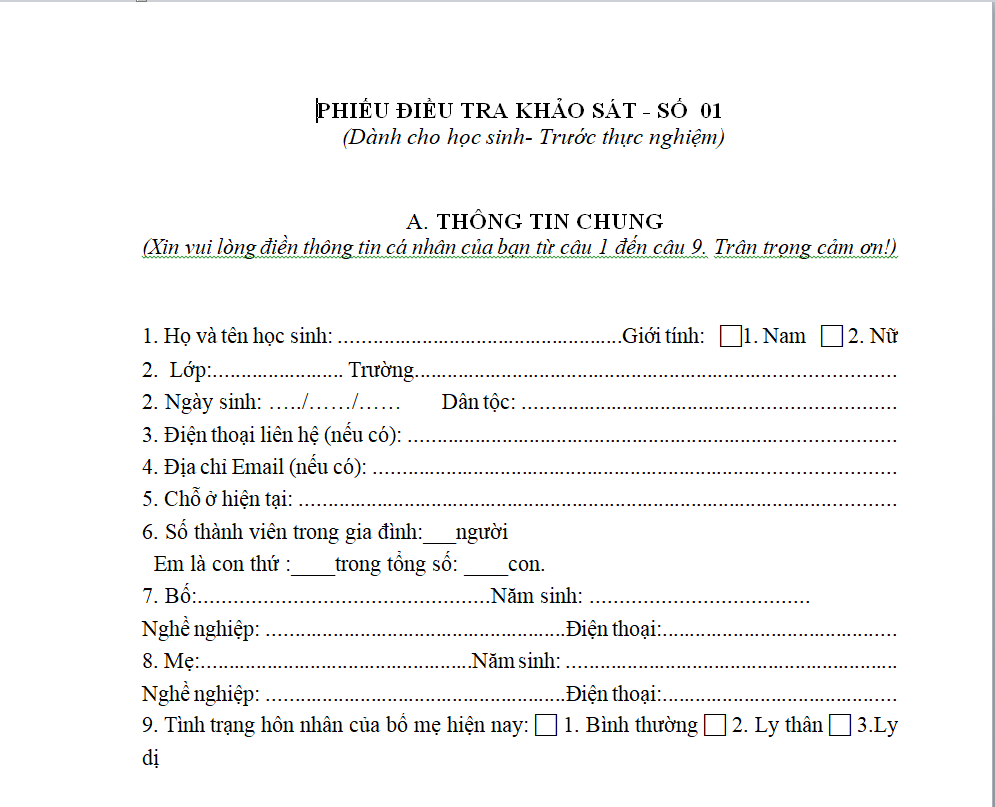 PHIẾU ĐIỀU TRA KHẢO SÁT - SỐ 01
(Dành cho học sinh- Trước thực nghiệm)
A. THÔNG TIN CHUNG
(Xin vui lòng điền thông tin cá nhân của bạn từ câu 1 đến câu 9. Trân trọng cảm ơn!)
1. Họ và tên học sinh: ....................................................Giới tính: □1. Nam □2. Nữ
2. Lớp:........................ Trường........................................................................................
2. Ngày sinh: …../……/…… Dân tộc: .....................................................................
3. Điện thoại liên hệ (nếu có): .........................................................................................
4. Địa chỉ Email (nếu có): ................................................................................................
5. Chỗ ở hiện tại: .............................................................................................................
6. Số thành viên trong gia đình:___người
Em là con thứ :____trong tổng số: ____con.
7. Bố:.....................................................Năm sinh: ........................................
Nghề nghiệp: .......................................................Điện thoại:...........................................
8. Mẹ:.................................................Năm sinh: ............................................................
Nghề nghiệp: .......................................................Điện thoại:...........................................
9. Tình trạng hôn nhân của bố mẹ hiện nay: □ 1. Bình thường □ 2. Ly thân □ 3.Ly
dị